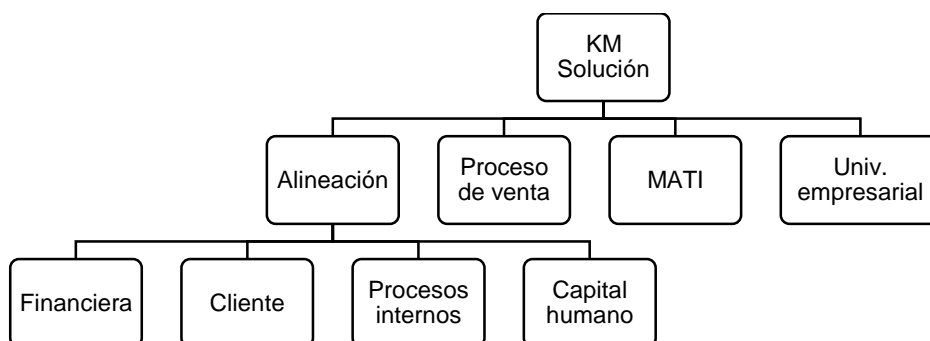 KM
Solución
Alineación
Proceso
de venta
MATI
Univ.
empresarial
Financiera
Cliente
Procesos
internos
Capital
humano